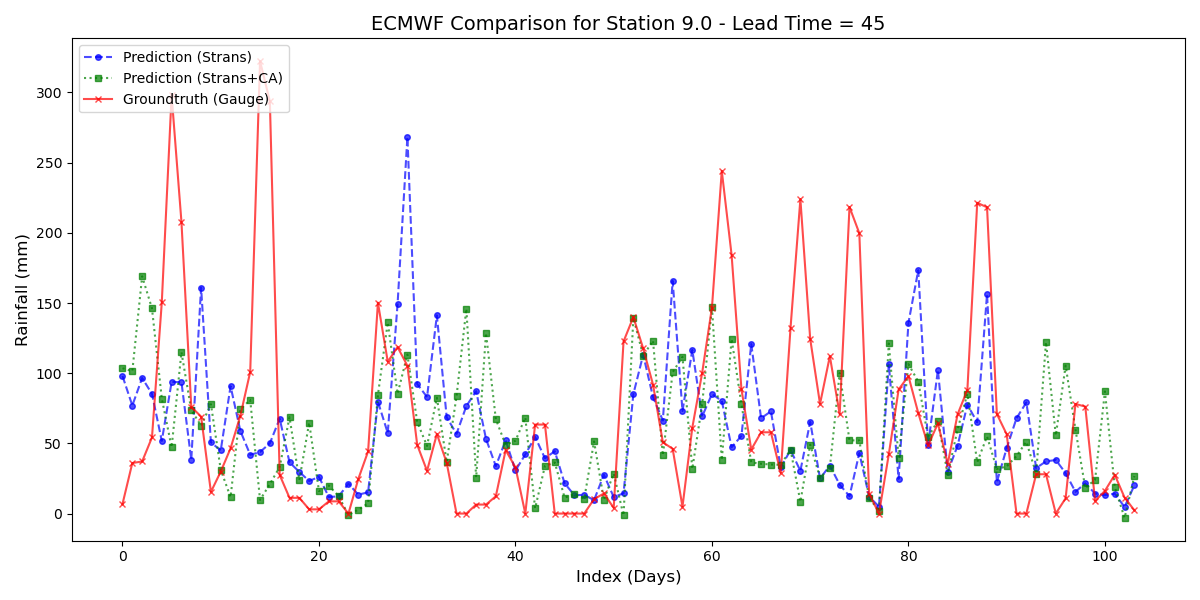 ECMWF Comparison for Station 9.0 - Lead Time = 45
Prediction (Strans)
Prediction (Strans+CA)
Groundtruth (Gauge)
Rainfall (mm)
300
250
200
150
100
50
0
0 20 40 60 80 100
Index (Days)